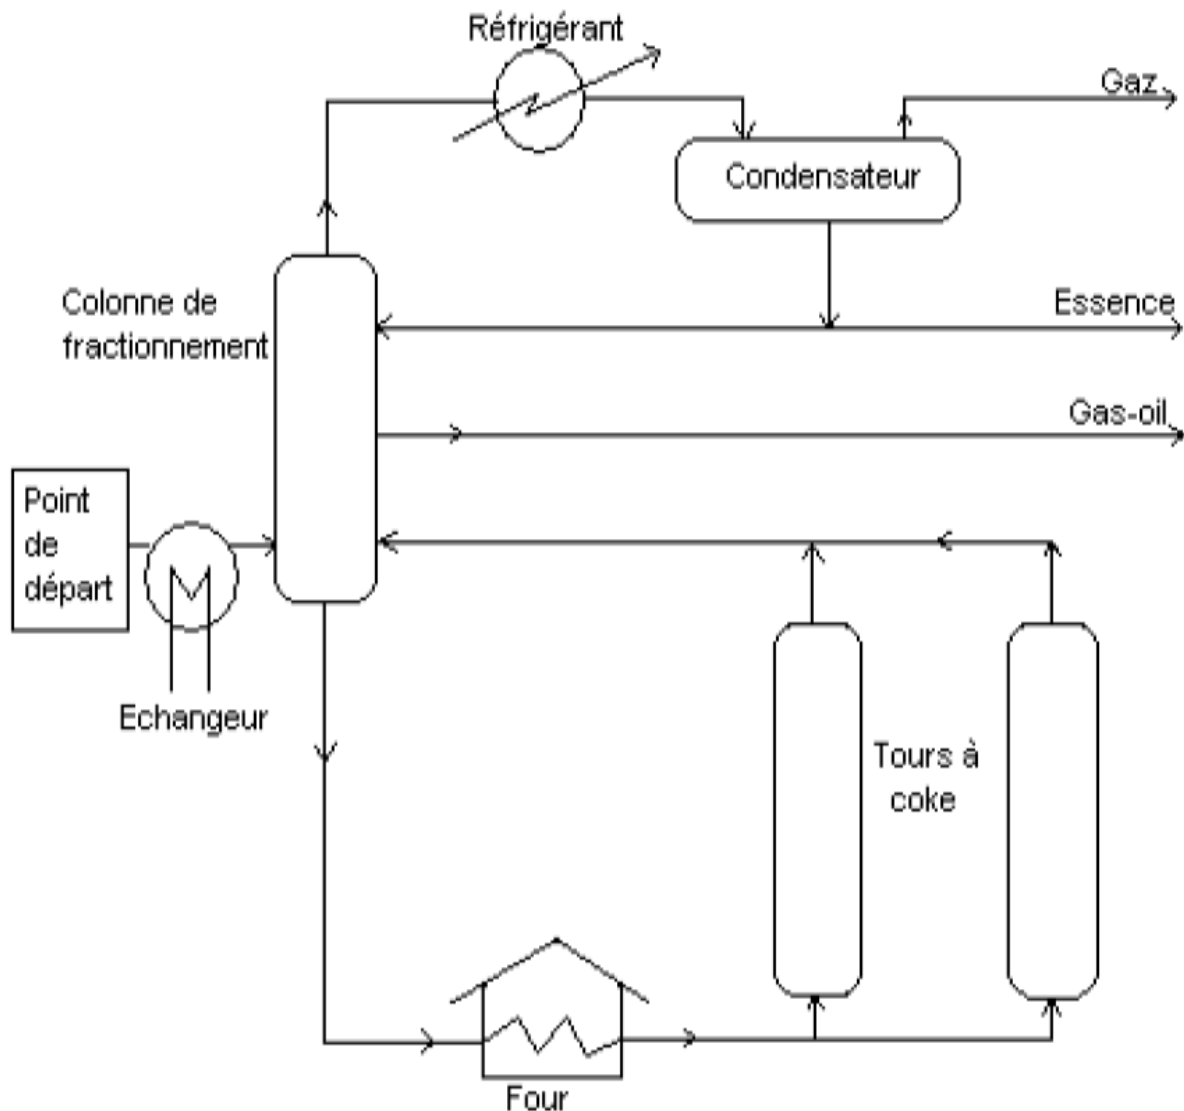 Réfrigérant
Gaz
Condensateur
Colonne de
fractionnement
Essence
Gas-oil
Point
de
départ
Echangeur
Tours à
coke
Four